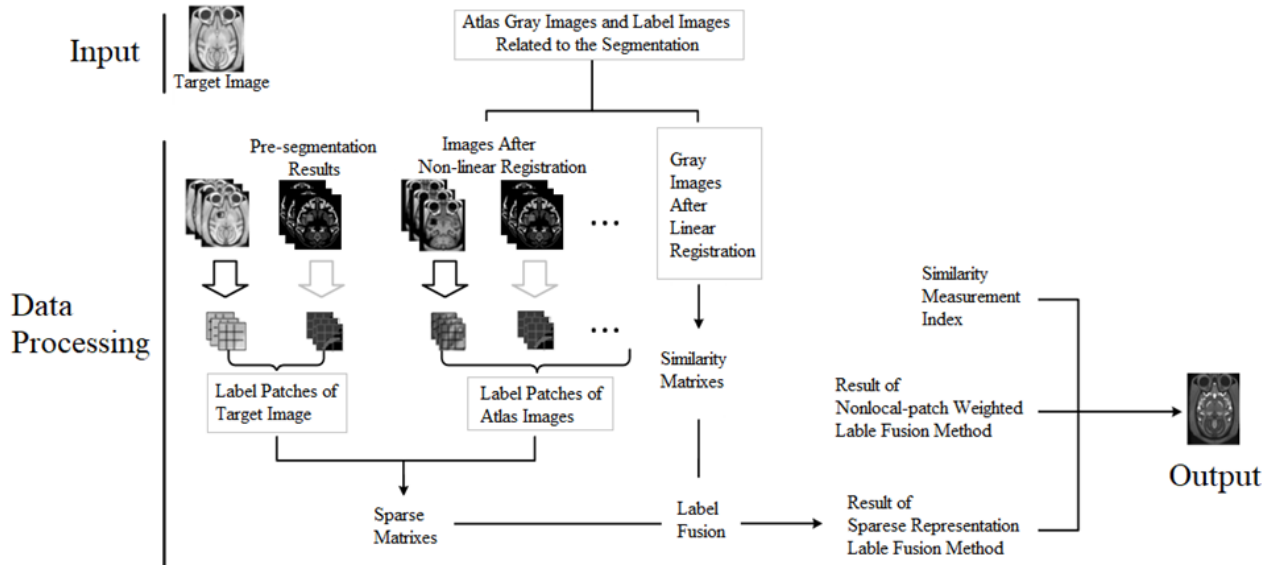 Input
Target Image
Atlas Gray Images and Label Images
Related to the Segmentation
Data
Processing
Pre-segmentation
Results
Images After
Non-linear Registration
...
Gray
Images
After
Linear
Registration
...
Label Patches of
Target Image
Label Patches of
Atlas Images
Similarity
Matrixes
Sparse
Matrixes
Label
Fusion
Similarity
Measurement
Index
Result of
Nonlocal-patch Weighted
Lable Fusion Method
Result of
Sparese Representation
Lable Fusion Method
Output